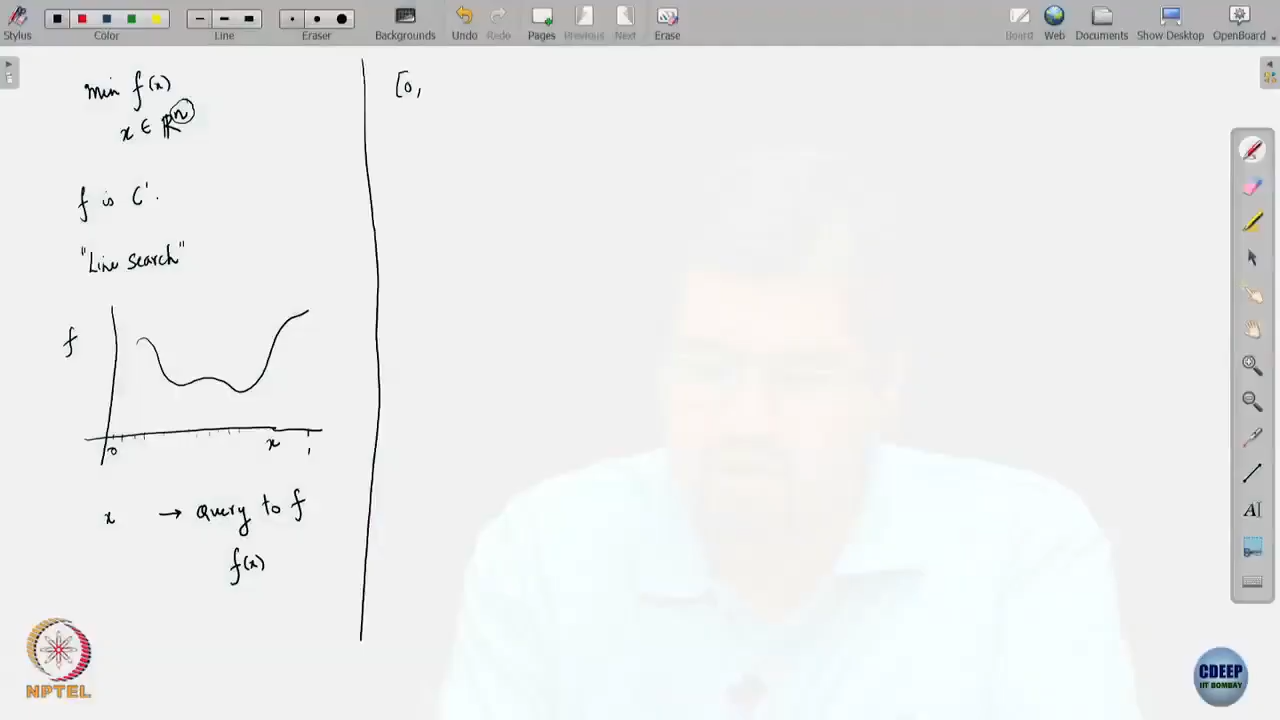 Stylus
Color
Line
Eraser
Backgrounds
Undo
Redo
Pages
Previous
Next
Erase
Board
Web
Documents
Show Desktop
OpenBoard
min f(x)
x ∈ ℝⁿ
f is C'.
"Line search"
f
0
x
1
x → Query to f
f(x)
[0,
A
NPTEL
CDEEP
IIT BOMBAY